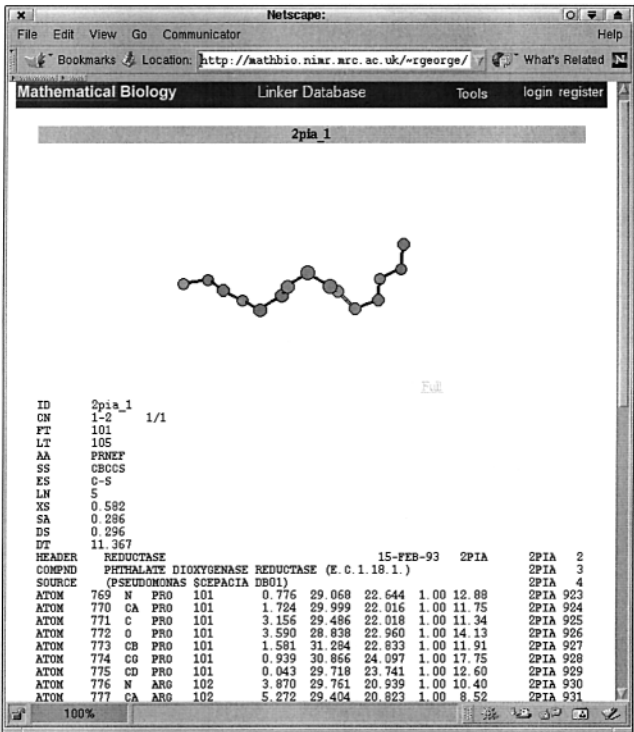 Netscape:
File Edit View Go Communicator Help
Bookmarks Location: http://mathbio.nimr.mrc.ac.uk/~rgeorge/ What's Related N
Mathematical Biology Linker Database Tools login register
2pia_1
Full
ID 2pia_1
CN 1-2 1/1
FT 101
LT 105
AA PRNEF
SS CBCCS
ES C-S
LN 5
XS 0.582
SA 0.286
DS 0.296
DT 11.367
HEADER REDUCTASE 15-FEB-93 2PIA 2PIA 2
COMPND PHTHALATE DIOXYGENASE REDUCTASE (E.C.1.18.1.) 2PIA 3
SOURCE (PSEUDOMONAS $CEPACIA DB01) 2PIA 4
ATOM 769 N PRO 101 0.776 29.068 22.644 1.00 12.88 2PIA 923
ATOM 770 CA PRO 101 1.724 29.999 22.016 1.00 11.75 2PIA 924
ATOM 771 C PRO 101 3.156 29.486 22.018 1.00 11.34 2PIA 925
ATOM 772 O PRO 101 3.590 28.838 22.960 1.00 14.13 2PIA 926
ATOM 773 CB PRO 101 1.581 31.284 22.833 1.00 11.91 2PIA 927
ATOM 774 CG PRO 101 0.939 30.866 24.097 1.00 17.75 2PIA 928
ATOM 775 CD PRO 101 0.043 29.718 23.741 1.00 12.60 2PIA 929
ATOM 776 N ARG 102 3.870 29.761 20.939 1.00 10.40 2PIA 930
ATOM 777 CA ARG 102 5.272 29.404 20.823 1.00 8.52 2PIA 931
100%